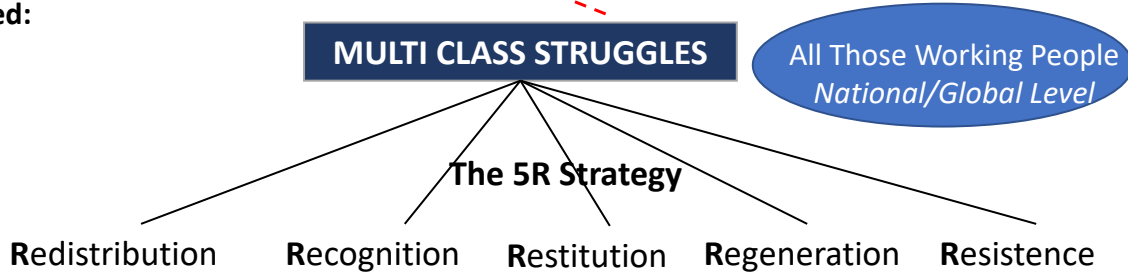 ed:
MULTI CLASS STRUGGLES
All Those Working People
National/Global Level
The 5R Strategy
Redistribution Recognition Restitution Regeneration Resistence